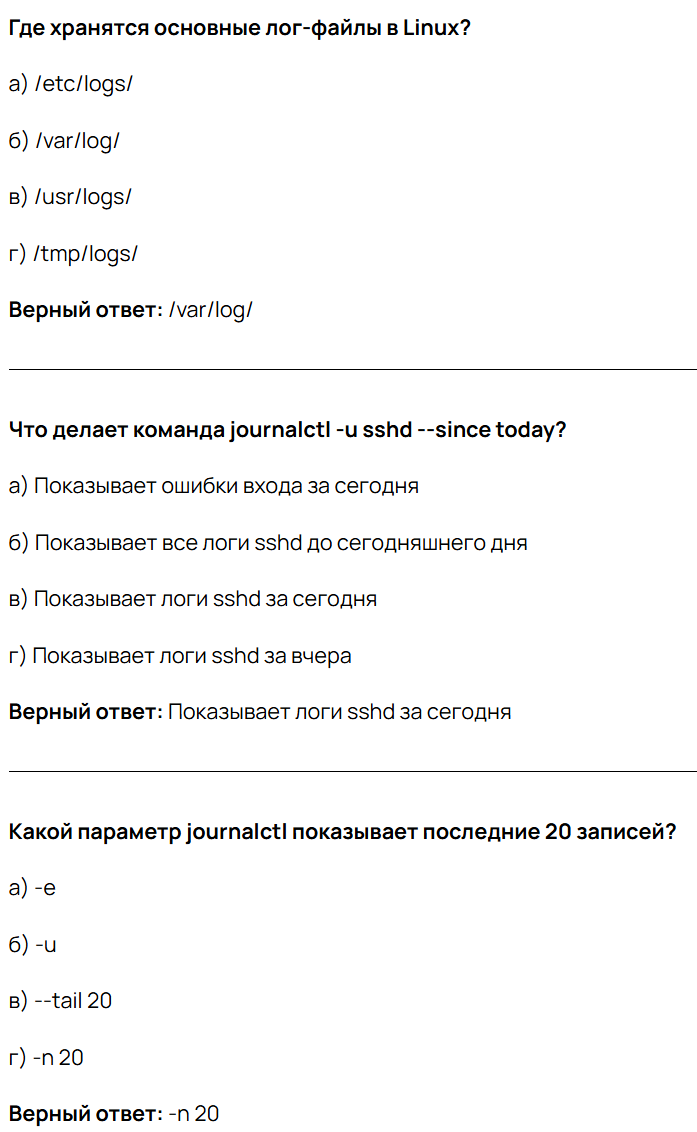 Где хранятся основные лог-файлы в Linux?
а) /etc/logs/
б) /var/log/
в) /usr/logs/
г) /tmp/logs/
Верный ответ: /var/log/
Что делает команда journalctl -u sshd --since today?
а) Показывает ошибки входа за сегодня
б) Показывает все логи sshd до сегодняшнего дня
в) Показывает логи sshd за сегодня
г) Показывает логи sshd за вчера
Верный ответ: Показывает логи sshd за сегодня
Какой параметр journalctl показывает последние 20 записей?
а) -e
б) -u
в) --tail 20
г) -n 20
Верный ответ: -n 20